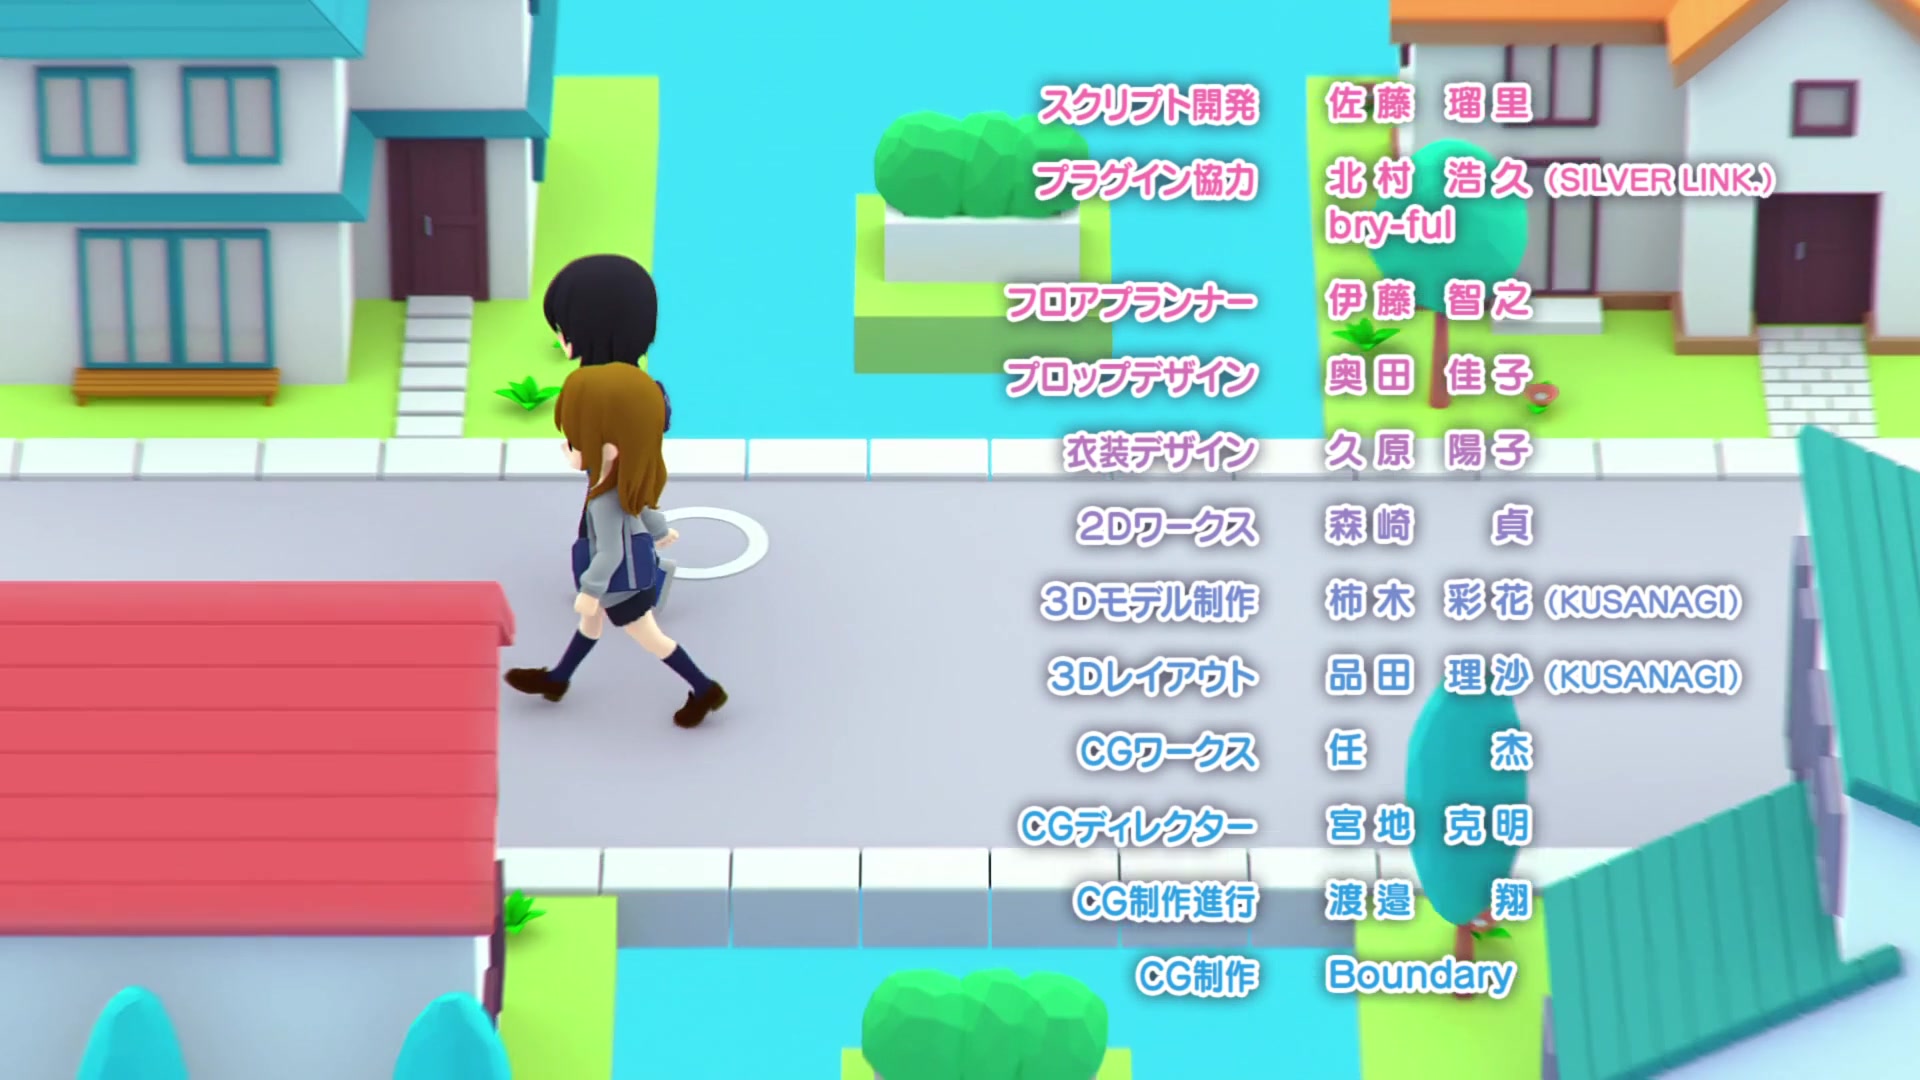 スクリプト開発 佐藤 瑠里
プラグイン協力 北村 浩久 (SILVER LINK.)
bry-ful
フロアプランナー 伊藤 智之
プロップデザイン 奥田 佳子
衣装デザイン 久原 陽子
2Dワークス 森崎 貞
3Dモデル制作 柿木 彩花 (KUSANAGI)
3Dレイアウト 品田 理沙 (KUSANAGI)
CGワークス 任 杰
CGディレクター 宮地 克明
CG制作進行 渡邉 翔
CG制作 Boundary